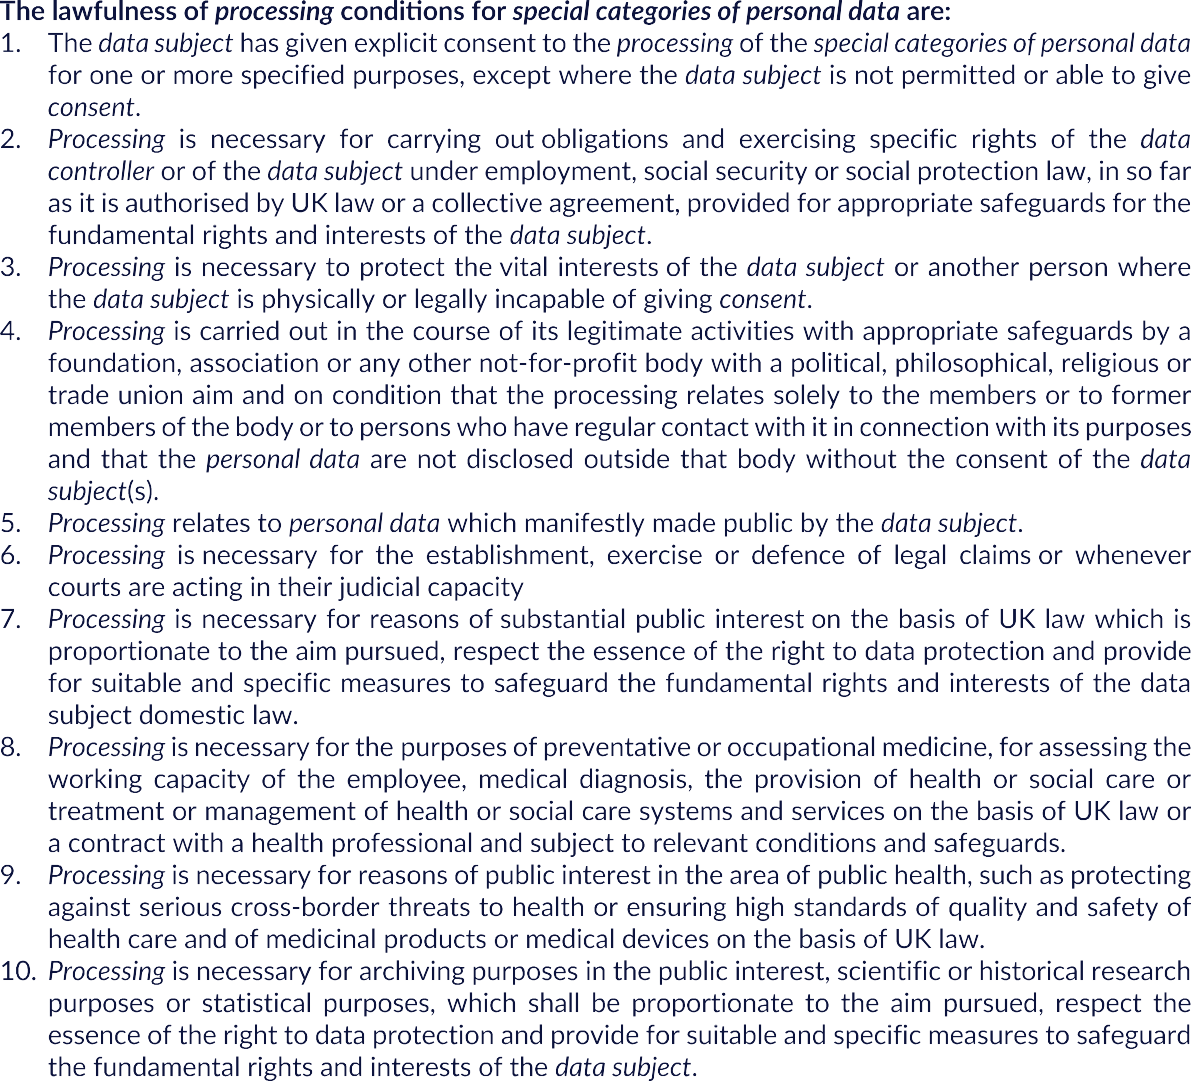 The lawfulness of processing conditions for special categories of personal data are:
1. The data subject has given explicit consent to the processing of the special categories of personal data
for one or more specified purposes, except where the data subject is not permitted or able to give
consent.
2. Processing is necessary for carrying out obligations and exercising specific rights of the data
controller or of the data subject under employment, social security or social protection law, in so far
as it is authorised by UK law or a collective agreement, provided for appropriate safeguards for the
fundamental rights and interests of the data subject.
3. Processing is necessary to protect the vital interests of the data subject or another person where
the data subject is physically or legally incapable of giving consent.
4. Processing is carried out in the course of its legitimate activities with appropriate safeguards by a
foundation, association or any other not-for-profit body with a political, philosophical, religious or
trade union aim and on condition that the processing relates solely to the members or to former
members of the body or to persons who have regular contact with it in connection with its purposes
and that the personal data are not disclosed outside that body without the consent of the data
subject(s).
5. Processing relates to personal data which manifestly made public by the data subject.
6. Processing is necessary for the establishment, exercise or defence of legal claims or whenever
courts are acting in their judicial capacity
7. Processing is necessary for reasons of substantial public interest on the basis of UK law which is
proportionate to the aim pursued, respect the essence of the right to data protection and provide
for suitable and specific measures to safeguard the fundamental rights and interests of the data
subject domestic law.
8. Processing is necessary for the purposes of preventative or occupational medicine, for assessing the
working capacity of the employee, medical diagnosis, the provision of health or social care or
treatment or management of health or social care systems and services on the basis of UK law or
a contract with a health professional and subject to relevant conditions and safeguards.
9. Processing is necessary for reasons of public interest in the area of public health, such as protecting
against serious cross-border threats to health or ensuring high standards of quality and safety of
health care and of medicinal products or medical devices on the basis of UK law.
10. Processing is necessary for archiving purposes in the public interest, scientific or historical research
purposes or statistical purposes, which shall be proportionate to the aim pursued, respect the
essence of the right to data protection and provide for suitable and specific measures to safeguard
the fundamental rights and interests of the data subject.